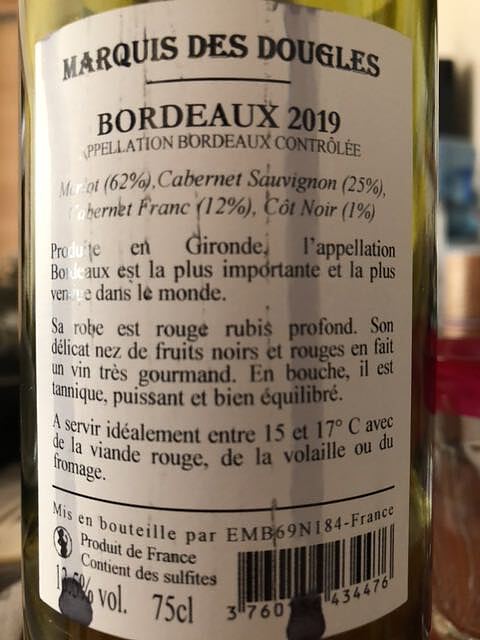 MARQUIS DES DOUGLES
BORDEAUX 2019
APPELLATION BORDEAUX CONTRÔLÉE
Merlot (62%), Cabernet Sauvignon (25%),
Cabernet Franc (12%), Côt Noir (1%)
Produite en Gironde, l'appellation
Bordeaux est la plus importante et la plus
vendue dans le monde.
Sa robe est rouge rubis profond. Son
délicat nez de fruits noirs et rouges en fait
un vin très gourmand. En bouche, il est
tannique, puissant et bien équilibré.
A servir idéalement entre 15 et 17° C avec
de la viande rouge, de la volaille ou du
fromage.
Mis en bouteille par EMB69N184-France
Produit de France
Contient des sulfites
vol. 75cl
3 760 434476